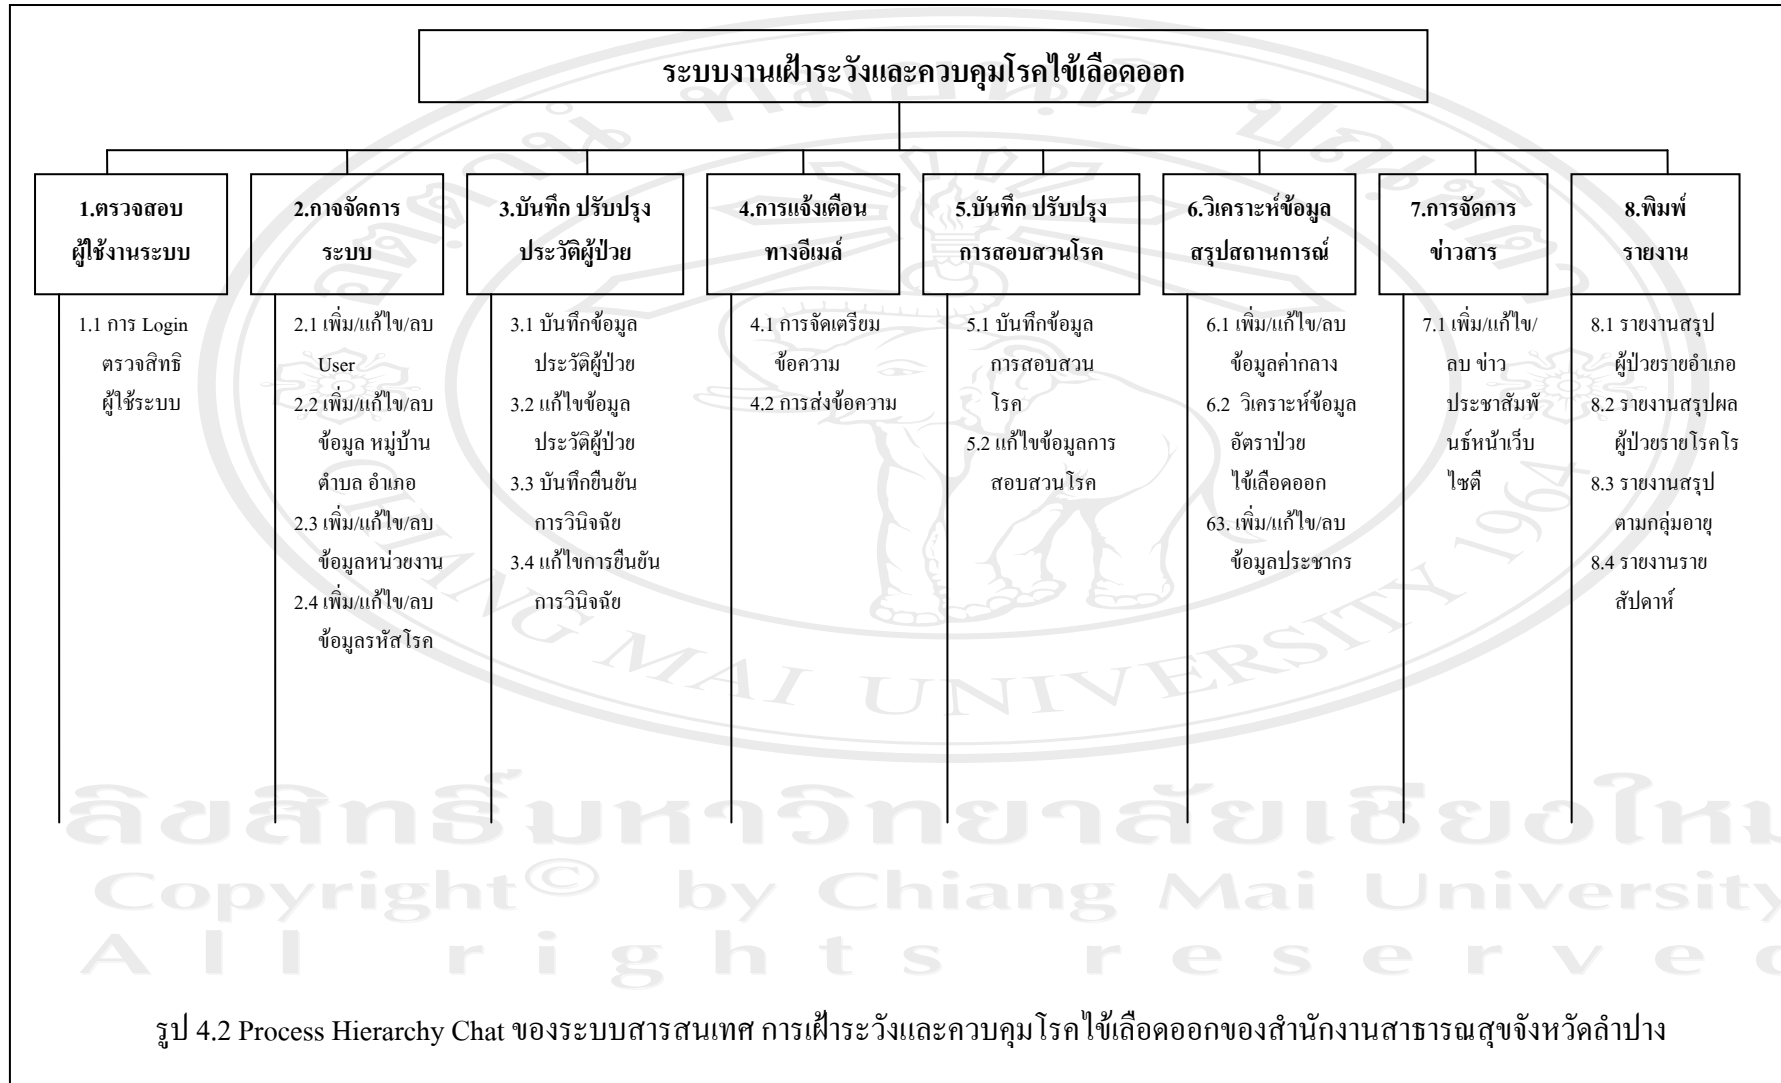 ระบบงานเฝ้าระวังและควบคุมโรคไข้เลือดออก
1.ตรวจสอบ
ผู้ใช้งานระบบ
1.1 การ Login
ตรวจสิทธิ
ผู้ใช้ระบบ
2.กาจจัดการ
ระบบ
2.1 เพิ่ม/แก้ไข/ลบ
User
2.2 เพิ่ม/แก้ไข/ลบ
ข้อมูล หมู่บ้าน
ตำบล อำเภอ
2.3 เพิ่ม/แก้ไข/ลบ
ข้อมูลหน่วยงาน
2.4 เพิ่ม/แก้ไข/ลบ
ข้อมูลรหัสโรค
3.บันทึก ปรับปรุง
ประวัติผู้ป่วย
3.1 บันทึกข้อมูล
ประวัติผู้ป่วย
3.2 แก้ไขข้อมูล
ประวัติผู้ป่วย
3.3 บันทึกยืนยัน
การวินิจฉัย
3.4 แก้ไขการยืนยัน
การวินิจฉัย
4.การแจ้งเตือน
ทางอีเมล์
4.1 การจัดเตรียม
ข้อความ
4.2 การส่งข้อความ
5.บันทึก ปรับปรุง
การสอบสวนโรค
5.1 บันทึกข้อมูล
การสอบสวน
โรค
5.2 แก้ไขข้อมูลการ
สอบสวนโรค
6.วิเคราะห์ข้อมูล
สรุปสถานการณ์
6.1 เพิ่ม/แก้ไข/ลบ
ข้อมูลค่ากลาง
6.2 วิเคราะห์ข้อมูล
อัตราป่วย
ไข้เลือดออก
63. เพิ่ม/แก้ไข/ลบ
ข้อมูลประชากร
7.การจัดการ
ข่าวสาร
7.1 เพิ่ม/แก้ไข/
ลบ ข่าว
ประชาสัมพั
นธ์หน้าเว็บ
ไซตื
8.พิมพ์
รายงาน
8.1 รายงานสรุป
ผู้ป่วยรายอำเภอ
8.2 รายงานสรุปผล
ผู้ป่วยรายโรคโร
8.3 รายงานสรุป
ตามกลุ่มอายุ
8.4 รายงานราย
สัปดาห์
CHIANG MAI UNIVERSITY 1964
ลิขสิทธิ์มหาวิทยาลัยเชียงให
Copyright© by Chiang Mai University
All rights reserved
รูป 4.2 Process Hierarchy Chat ของระบบสารสนเทศ การเฝ้าระวังและควบคุมโรคไข้เลือดออกของสำนักงานสาธารณสุขจังหวัดลำปาง